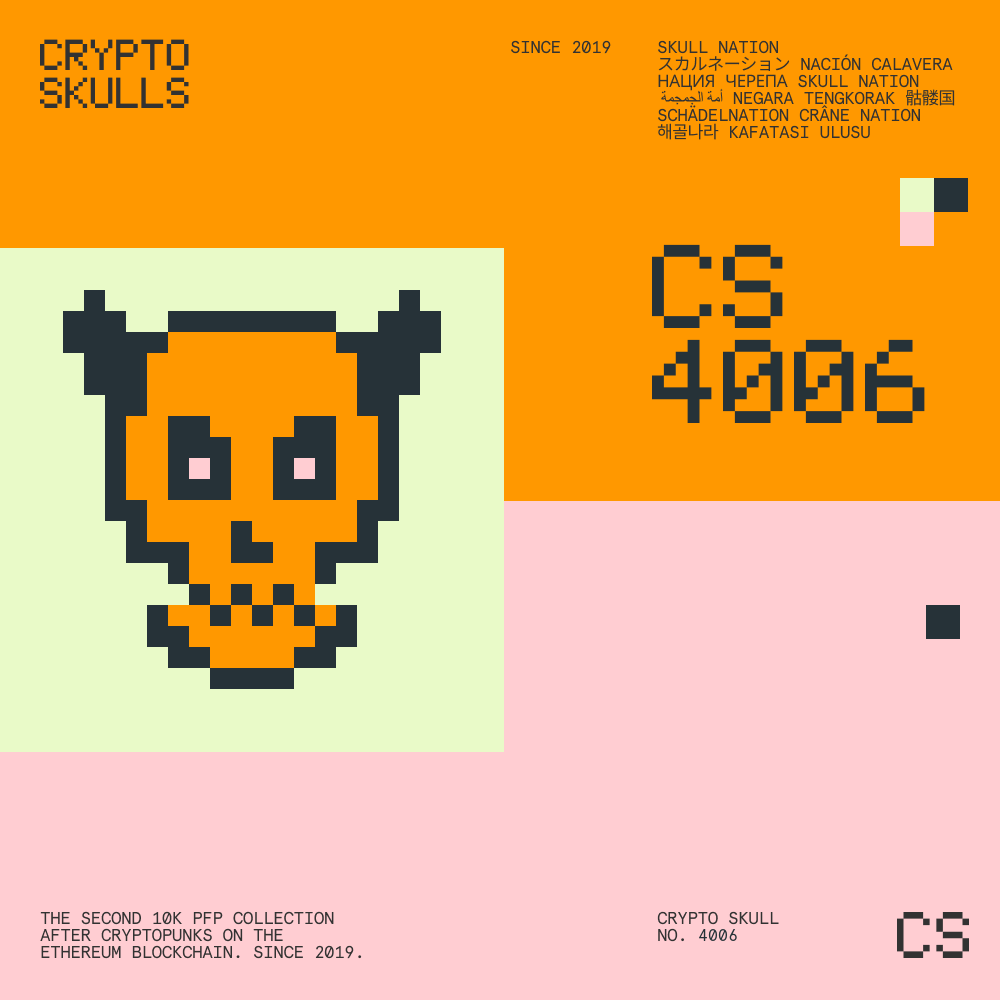 CRYPTO
SKULLS
SINCE 2019
SKULL NATION
スカルネーション NACIÓN CALAVERA
НАЦИЯ ЧЕРЕПА SKULL NATION
أمة الجمجمة NEGARA TENGKORAK 骷髅国
SCHÄDELNATION CRÂNE NATION
해골나라 KAFATASI ULUSU
CS
4006
THE SECOND 10K PFP COLLECTION
AFTER CRYPTOPUNKS ON THE
ETHEREUM BLOCKCHAIN. SINCE 2019.
CRYPTO SKULL
NO. 4006
CS